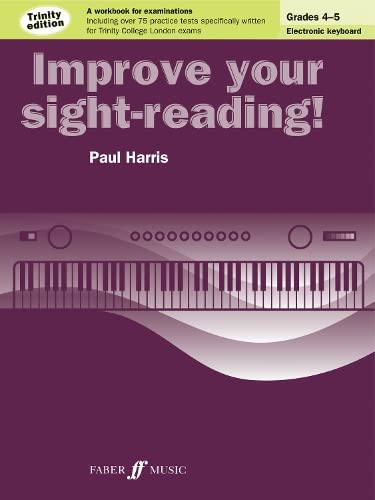 Trinity
edition
A workbook for examinations
Including over 75 practice tests specifically written
for Trinity College London exams
Grades 4–5
Electronic keyboard
Improve your
sight-reading!
Paul Harris
FABER ff MUSIC